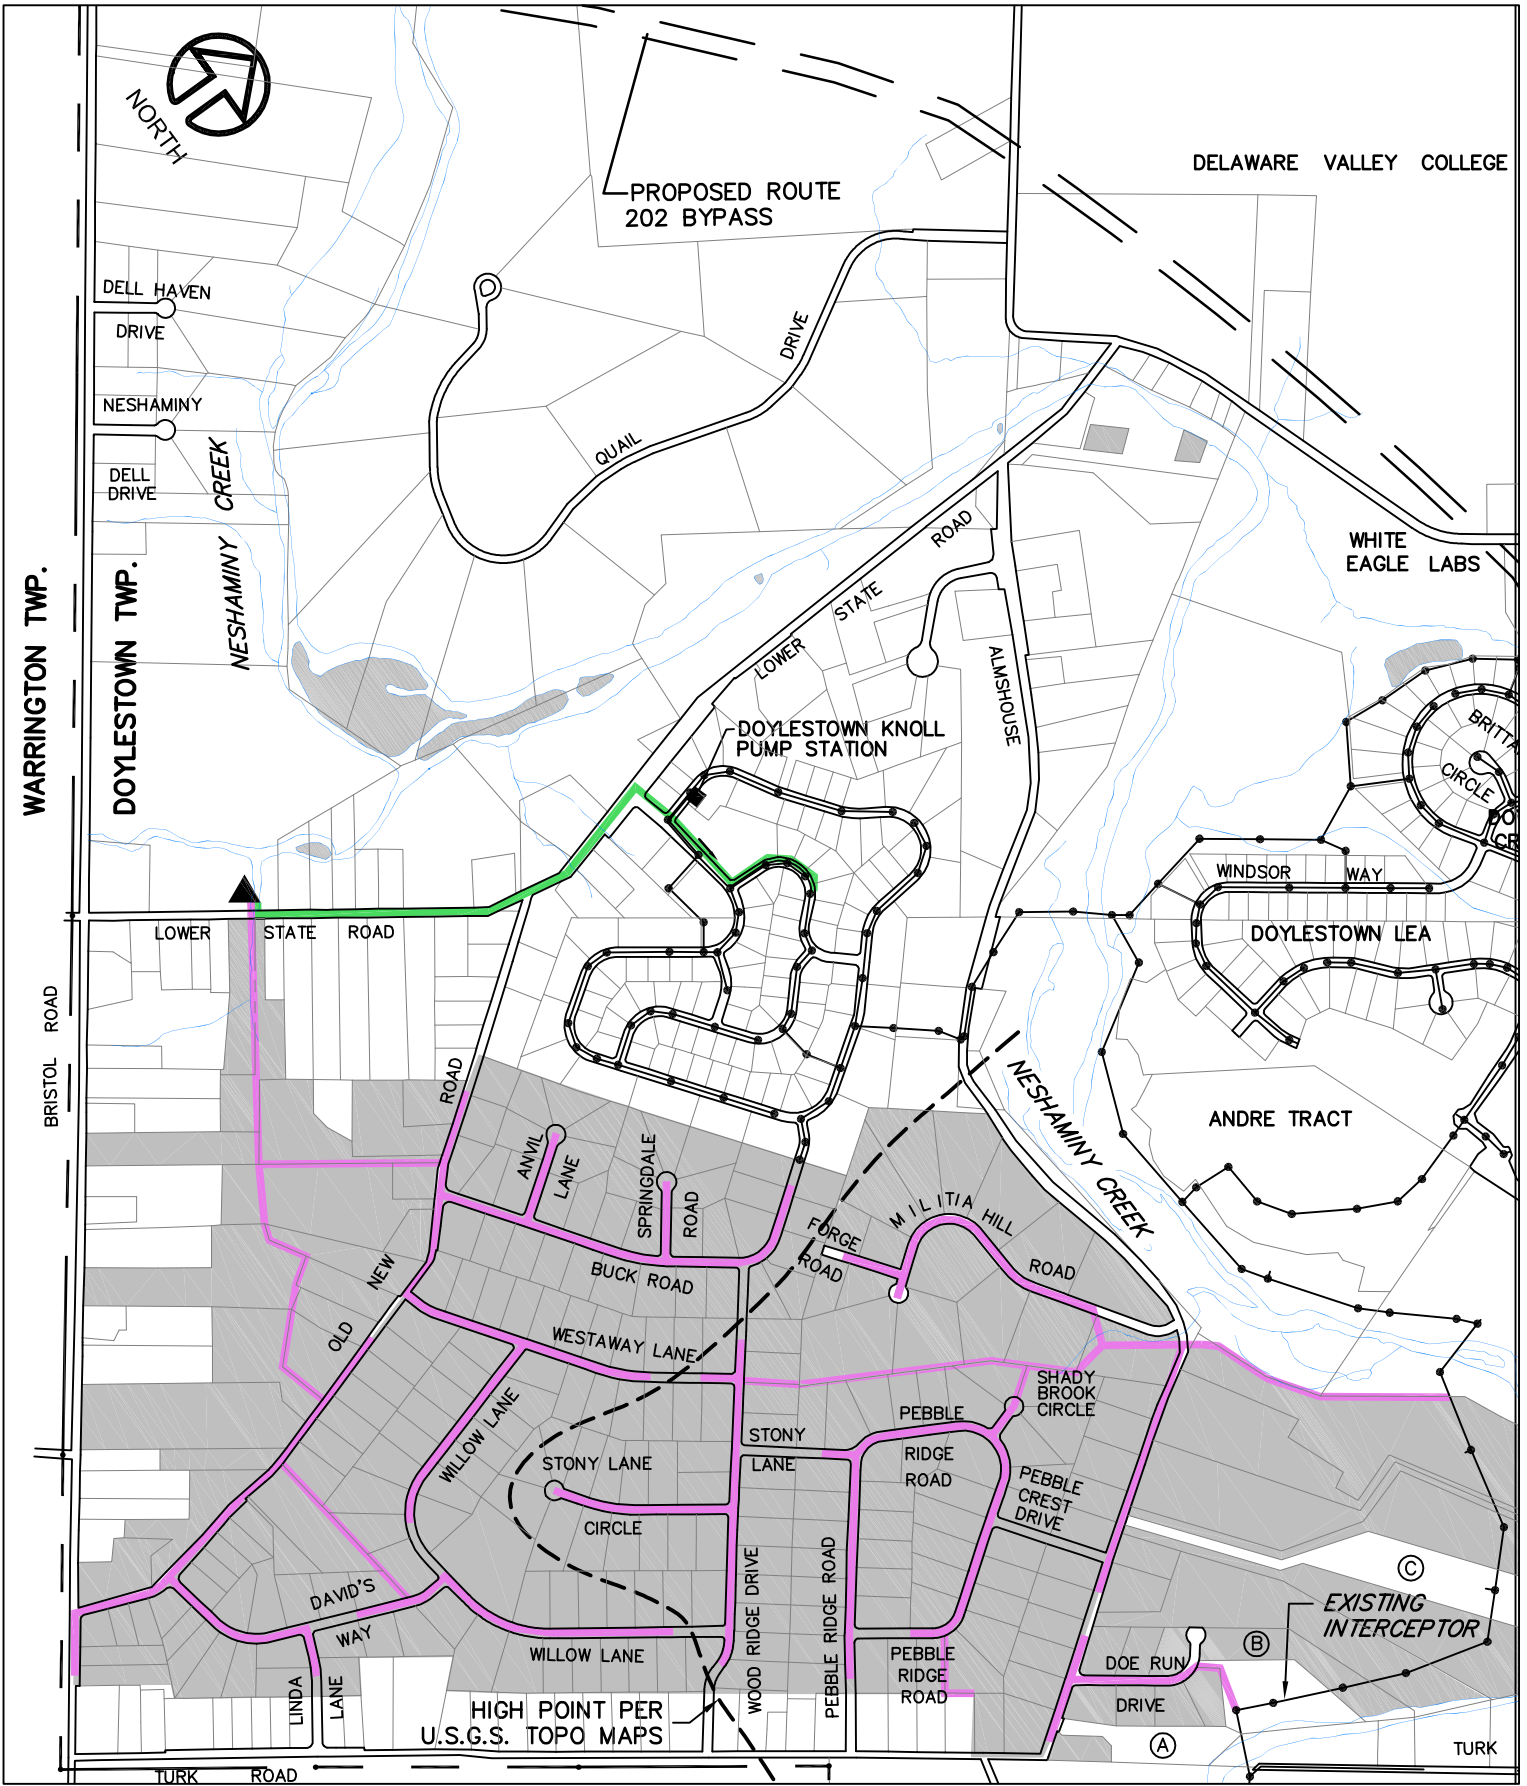 NORTH
DELAWARE VALLEY COLLEGE
PROPOSED ROUTE
202 BYPASS
DELL HAVEN
DRIVE
NESHAMINY
DELL
DRIVE
DRIVE
QUAIL
NESHAMINY CREEK
WARRINGTON TWP.
DOYLESTOWN TWP.
LOWER STATE ROAD
ALMSHOUSE
WHITE
EAGLE LABS
DOYLESTOWN KNOLL
PUMP STATION
CIRCLE
WINDSOR WAY
DOYLESTOWN LEA
LOWER STATE ROAD
BRISTOL ROAD
NESHAMINY CREEK
ANDRE TRACT
OLD NEW ROAD
ANVIL
LANE
SPRINGDALE
ROAD
BUCK ROAD
FORGE
ROAD
MILITIA HILL ROAD
WESTAWAY LANE
WILLOW LANE
SHADY
BROOK
CIRCLE
STONY
LANE
PEBBLE
RIDGE
ROAD
PEBBLE
CREST
DRIVE
STONY LANE
CIRCLE
WOOD RIDGE DRIVE
PEBBLE RIDGE ROAD
DAVID'S
WAY
WILLOW LANE
PEBBLE
RIDGE
ROAD
DOE RUN
DRIVE
LINDA
LANE
HIGH POINT PER
U.S.G.S. TOPO MAPS
EXISTING
INTERCEPTOR
A
B
C
TURK ROAD
TURK